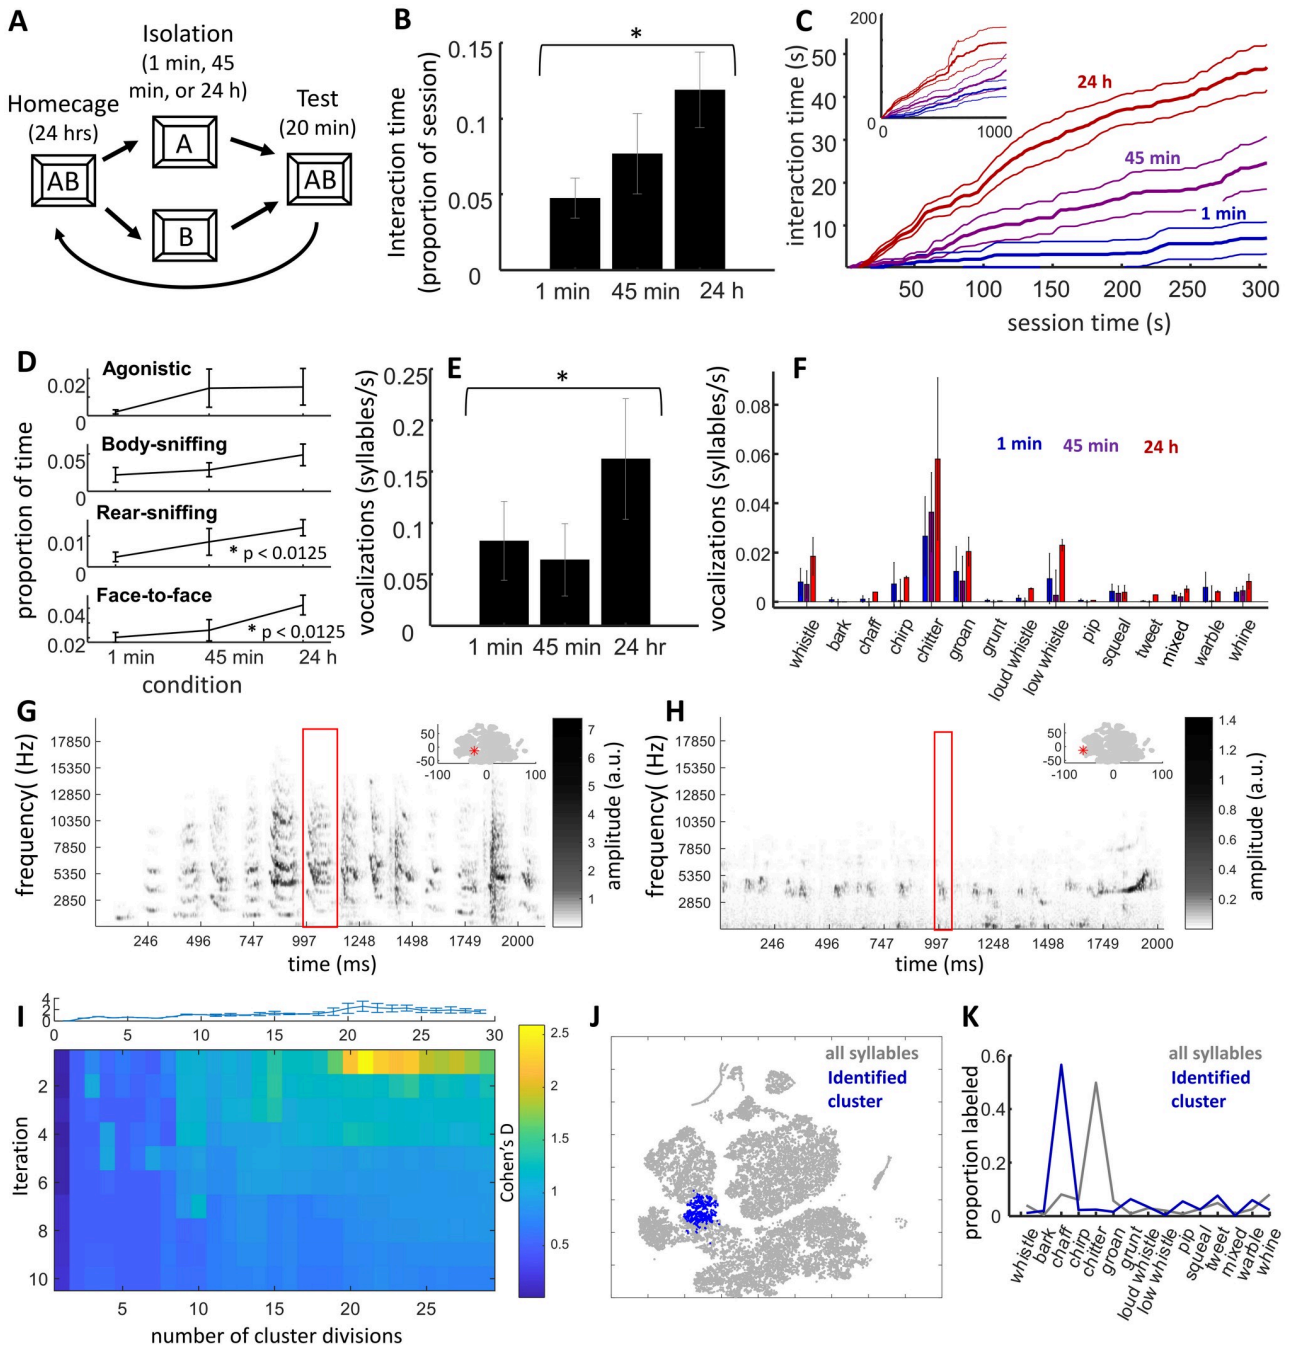 A
Isolation
(1 min, 45
min, or 24 h)
Homecage
(24 hrs)
Test
(20 min)
A
AB
AB
B
B
Interaction time
(proportion of session)
0.15
0.1
0.05
0
*
1 min
45 min
24 h
C
interaction time (s)
50
40
30
20
10
200
0
0
1000
24 h
45 min
1 min
50
100
150
200
250
300
session time (s)
D
proportion of time
Agonistic
0.02
0
Body-sniffing
0.05
0
Rear-sniffing
0.01
* p < 0.0125
0
Face-to-face
0.04
* p < 0.0125
0.02
1 min
45 min
24 h
condition
E
vocalizations (syllables/s)
0.25
0.2
0.15
0.1
0.05
0
*
1 min
45 min
24 hr
F
vocalizations (syllables/s)
0.08
0.06
0.04
0.02
0
1 min
45 min
24 h
whistle
bark
chaff
chirp
chitter
groan
grunt
loud whistle
low whistle
pip
squeal
tweet
mixed
warble
whine
G
frequency( (Hz)
17850
15350
12850
10350
7850
5350
2850
246
496
747
997
1248
1498
1749
2000
time (ms)
50
0
-50
-100
0
100
amplitude (a.u.)
7
6
5
4
3
2
1
H
frequency( (Hz)
17850
15350
12850
10350
7850
5350
2850
246
496
747
997
1248
1498
1749
2000
time (ms)
50
0
-50
-100
0
100
amplitude (a.u.)
1.4
1.2
1
0.8
0.6
0.4
0.2
I
4
2
0
0
5
10
15
20
25
30
Iteration
2
4
6
8
10
5
10
15
20
25
number of cluster divisions
Cohen's D
2.5
2
1.5
1
0.5
J
all syllables
Identified
cluster
K
proportion labeled
0.6
0.4
0.2
0
all syllables
Identified
cluster
whistle
bark
chaff
chirp
chitter
groan
grunt
loud whistle
low whistle
pip
squeal
tweet
mixed
warble
whine